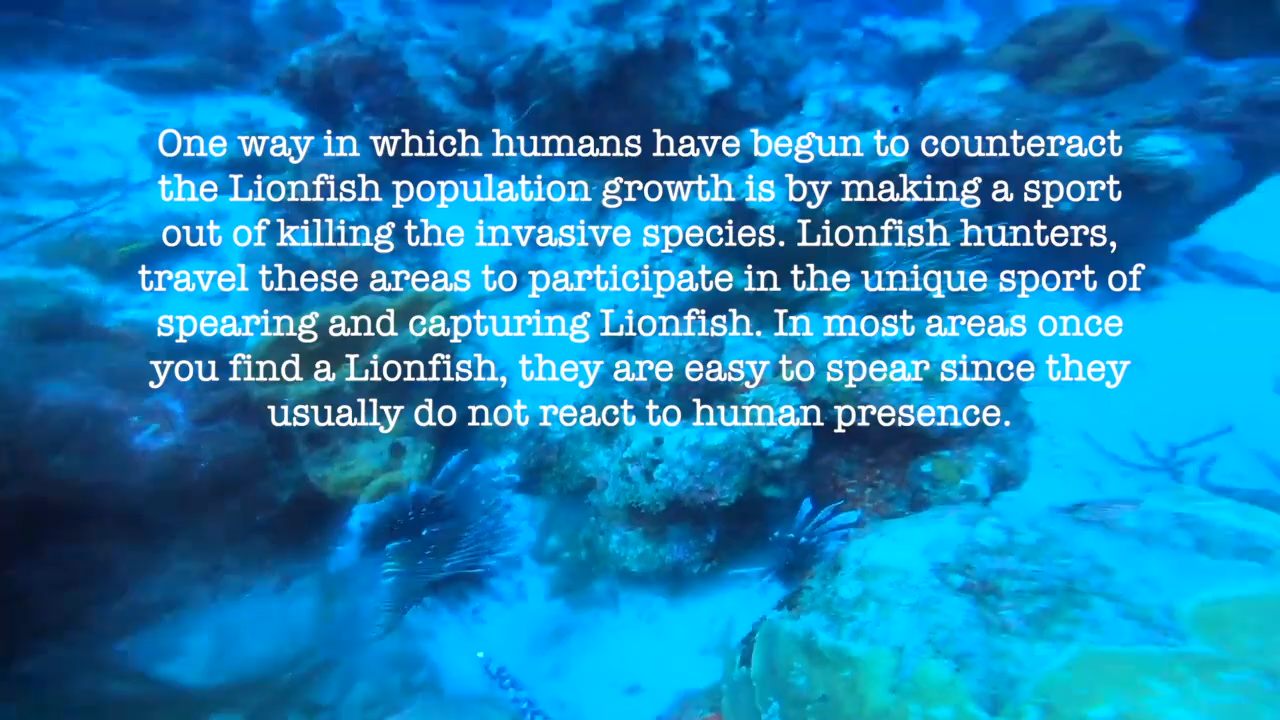 One way in which humans have begun to counteract
the Lionfish population growth is by making a sport
out of killing the invasive species. Lionfish hunters,
travel these areas to participate in the unique sport of
spearing and capturing Lionfish. In most areas once
you find a Lionfish, they are easy to spear since they
usually do not react to human presence.